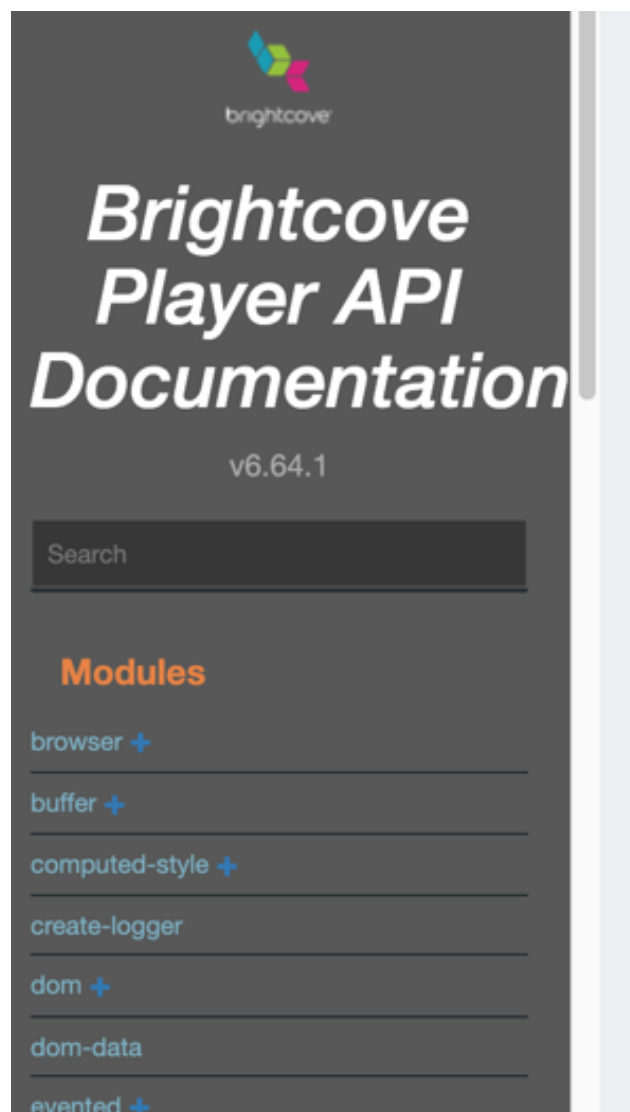 brightcove
Brightcove
Player API
Documentation
v6.64.1
Search
Modules
browser +
buffer +
computed-style +
create-logger
dom +
dom-data
evented +